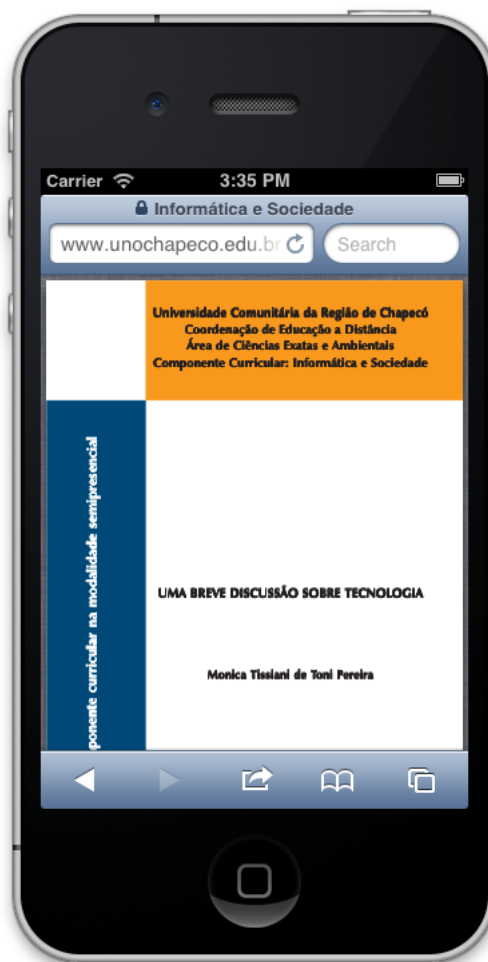 Carrier
3:35 PM
Informática e Sociedade
www.unochapeco.edu.br
Search
Universidade Comunitária da Região de Chapecó
Coordenação de Educação a Distância
Área de Ciências Exatas e Ambientais
Componente Curricular: Informática e Sociedade
ponente curricular na modalidade semipresencial
UMA BREVE DISCUSSÃO SOBRE TECNOLOGIA
Monica Tissiani de Toni Pereira